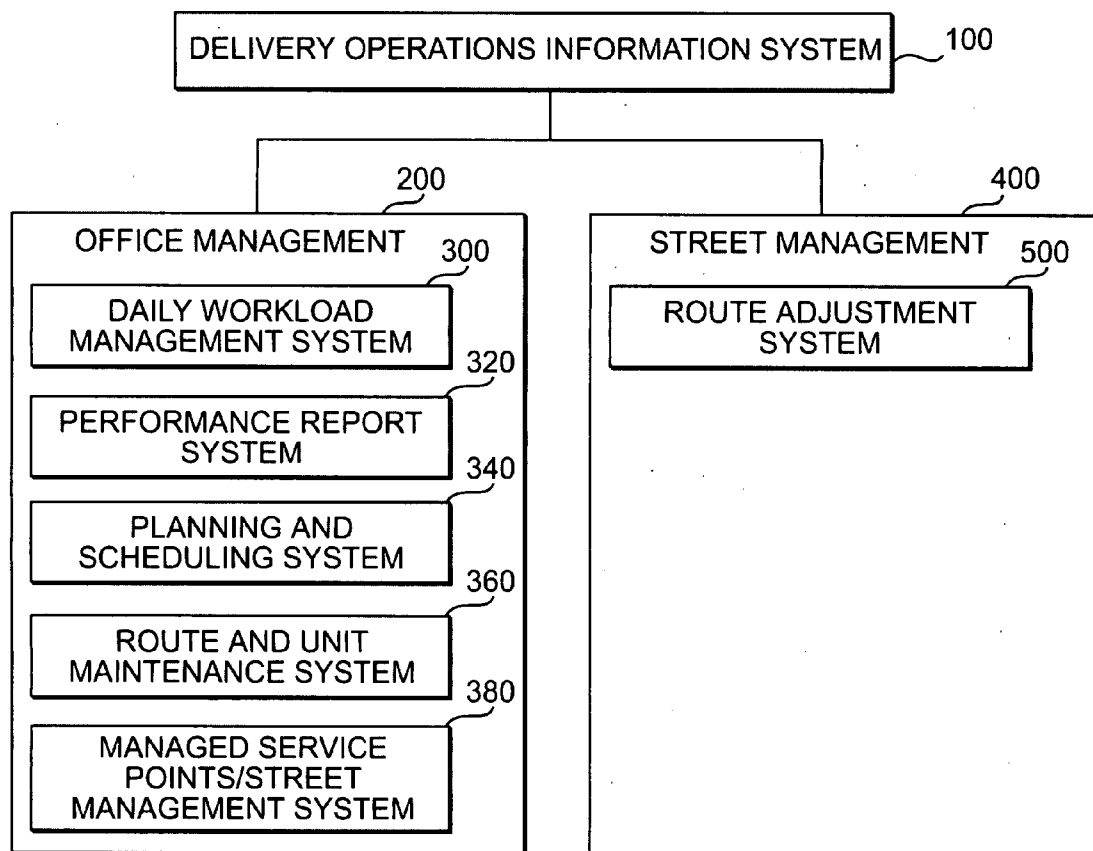 DELIVERY OPERATIONS INFORMATION SYSTEM
100
200
OFFICE MANAGEMENT
300
DAILY WORKLOAD
MANAGEMENT SYSTEM
320
PERFORMANCE REPORT
SYSTEM
340
PLANNING AND
SCHEDULING SYSTEM
360
ROUTE AND UNIT
MAINTENANCE SYSTEM
380
MANAGED SERVICE
POINTS/STREET
MANAGEMENT SYSTEM
400
STREET MANAGEMENT
500
ROUTE ADJUSTMENT
SYSTEM